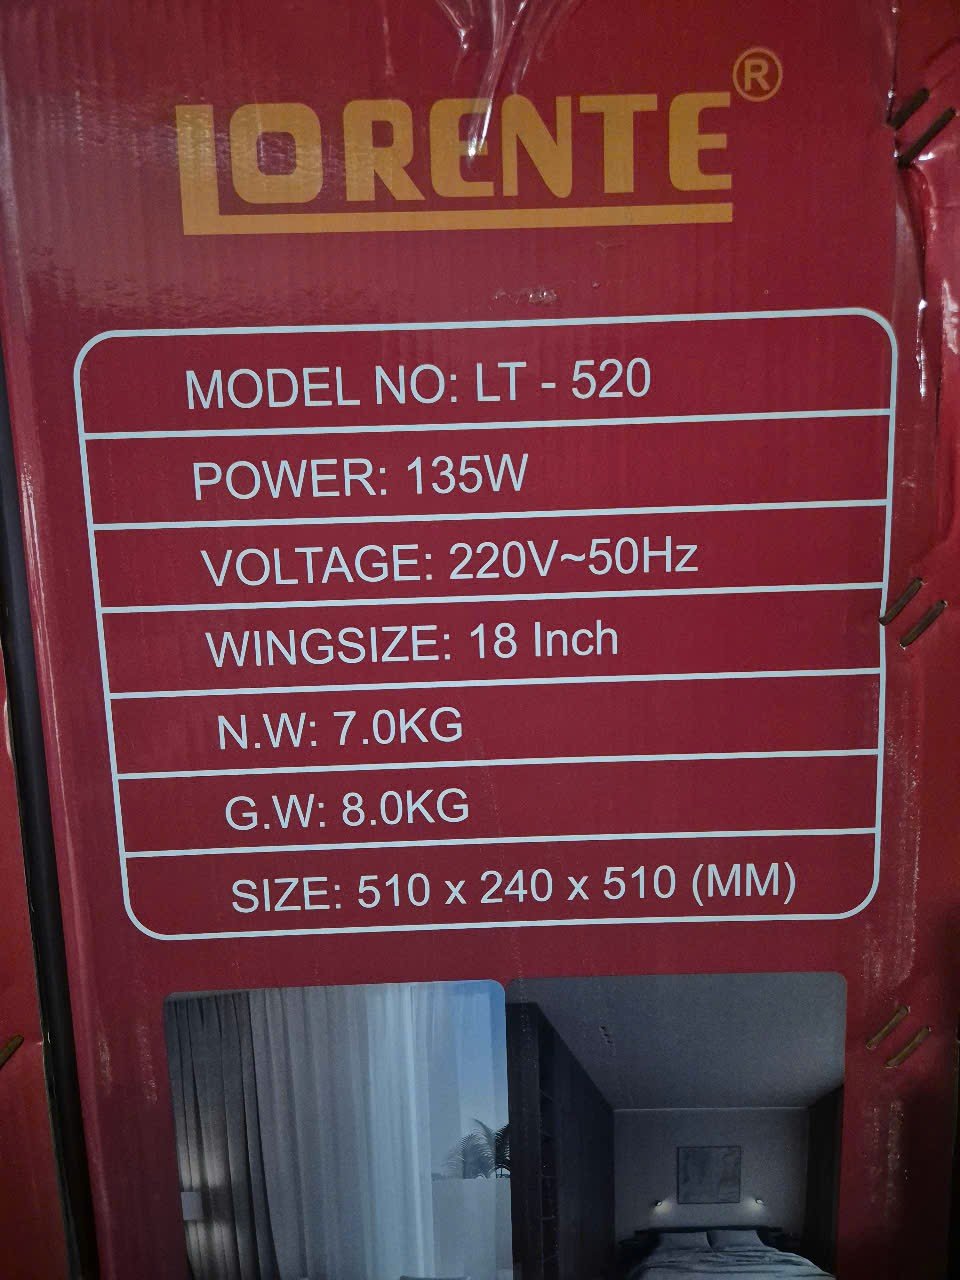 LORENTE®
MODEL NO: LT - 520
POWER: 135W
VOLTAGE: 220V~50Hz
WINGSIZE: 18 Inch
N.W: 7.0KG
G.W: 8.0KG
SIZE: 510 x 240 x 510 (MM)